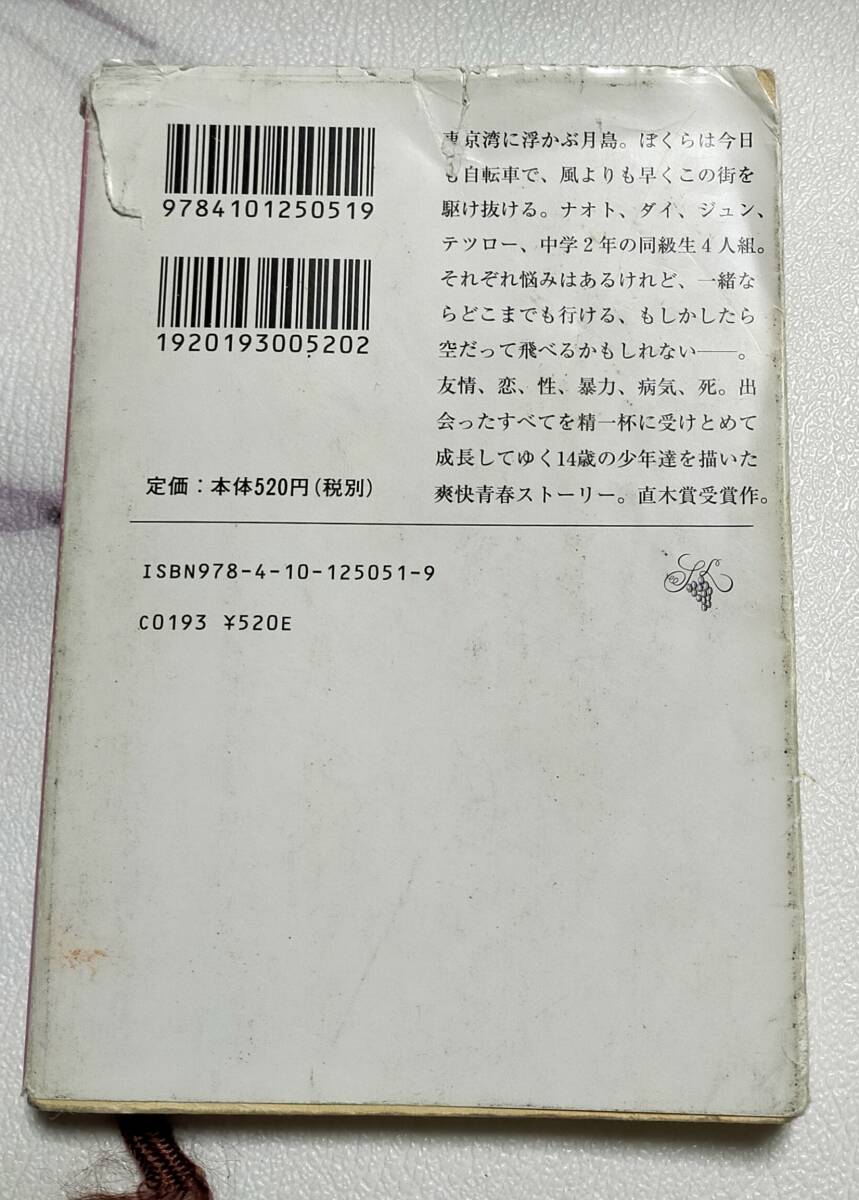 9784101250519
1920193005202
定価：本体520円（税別）
東京湾に浮かぶ月島。ぼくらは今日
も自転車で、風よりも早くこの街を
駆け抜ける。ナオト、ダイ、ジュン、
テツロー、中学2年の同級生4人組。
それぞれ悩みはあるけれど、一緒な
らどこまでも行ける、もしかしたら
空だって飛べるかもしれない――。
友情、恋、性、暴力、病気、死。出
会ったすべてを精一杯に受けとめて
成長してゆく14歳の少年達を描いた
爽快青春ストーリー。直木賞受賞作。
ISBN978-4-10-125051-9
C0193 ¥520E